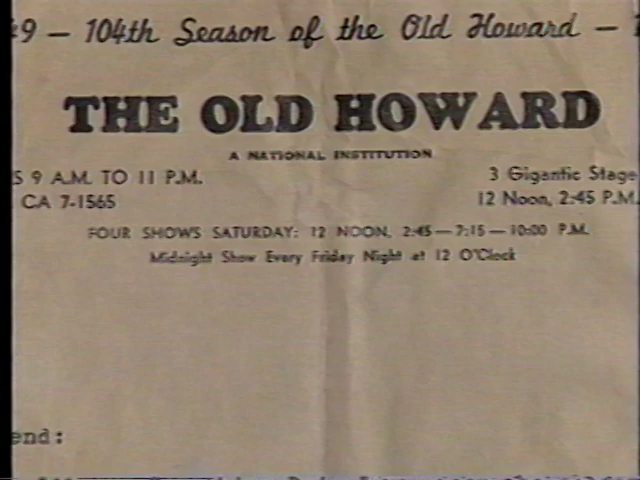 9 — 104th Season of the Old Howard —
THE OLD HOWARD
A NATIONAL INSTITUTION
S 9 A.M. TO 11 P.M.
3 Gigantic Stage
CA 7-1565
12 Noon, 2:45 P.M.
FOUR SHOWS SATURDAY: 12 NOON, 2:45 — 7:15 — 10:00 P.M.
Midnight Show Every Friday Night at 12 O'Clock
end: